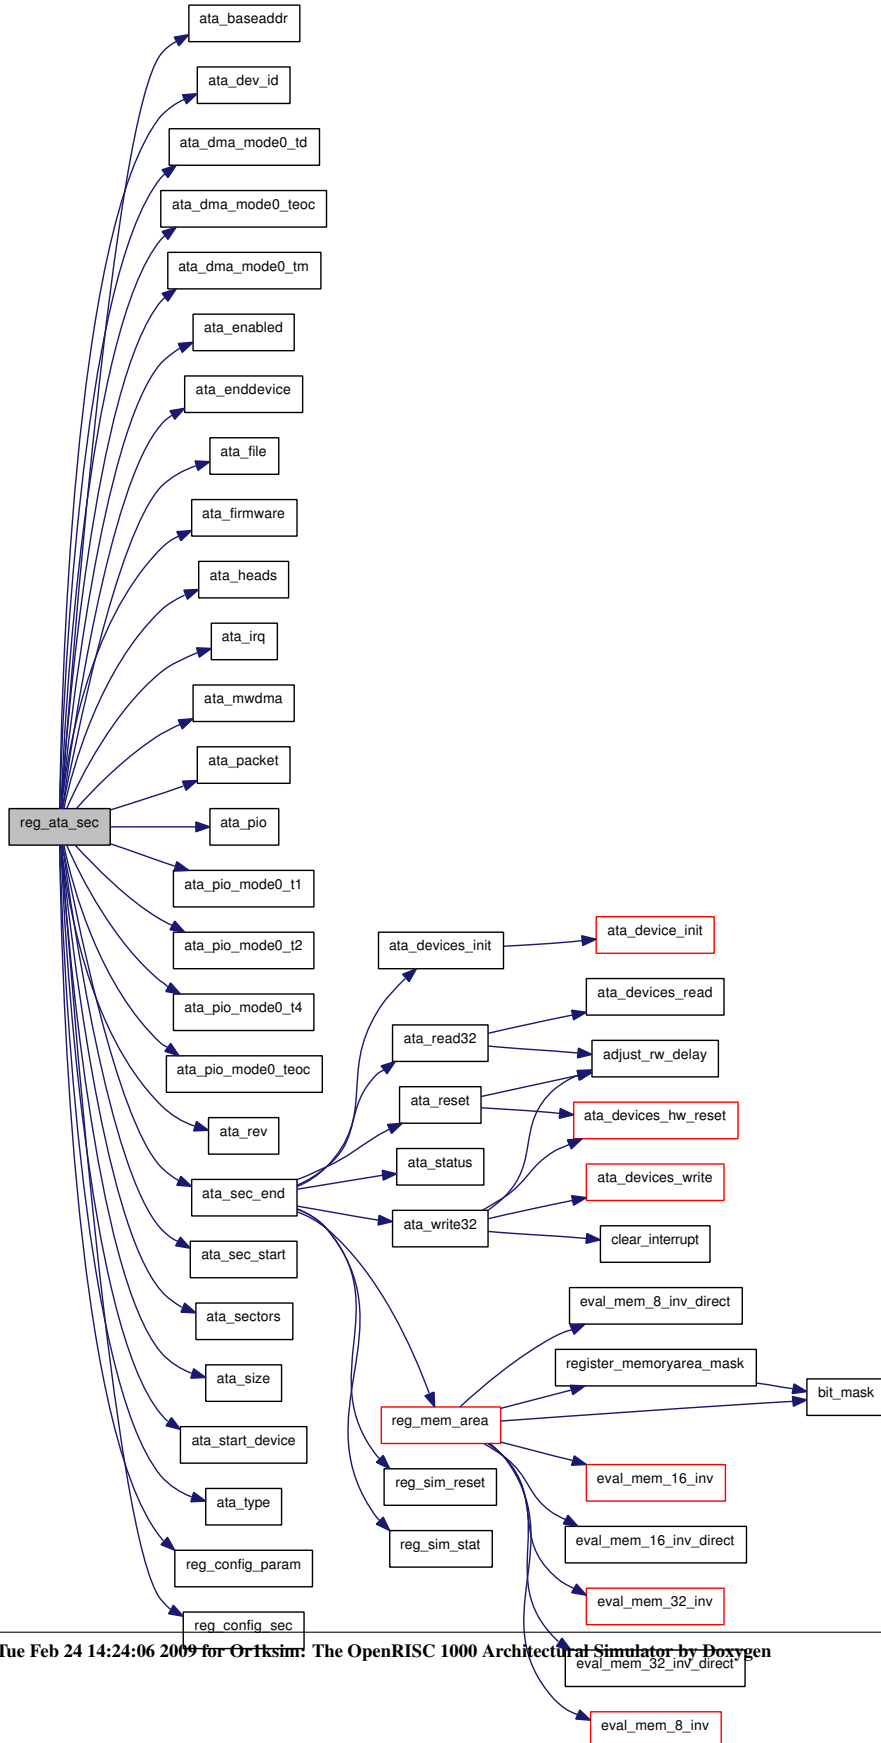 ata_baseaddr
ata_dev_id
ata_dma_mode0_td
ata_dma_mode0_teoc
ata_dma_mode0_tm
ata_enabled
ata_enddevice
ata_file
ata_firmware
ata_heads
ata_irq
ata_mwdma
ata_packet
reg_ata_sec
ata_pio
ata_pio_mode0_t1
ata_pio_mode0_t2
ata_pio_mode0_t4
ata_pio_mode0_teoc
ata_rev
ata_sec_end
ata_sec_start
ata_sectors
ata_size
ata_start_device
ata_type
reg_config_param
reg_config_sec
ata_devices_init
ata_read32
ata_reset
ata_status
ata_write32
reg_mem_area
reg_sim_reset
reg_sim_stat
ata_device_init
ata_devices_read
adjust_rw_delay
ata_devices_hw_reset
ata_devices_write
clear_interrupt
eval_mem_8_inv_direct
register_memoryarea_mask
bit_mask
eval_mem_16_inv
eval_mem_16_inv_direct
eval_mem_32_inv
eval_mem_32_inv_direct
eval_mem_8_inv
Tue Feb 24 14:24:06 2009 for Or1ksim: The OpenRISC 1000 Architectural Simulator by Doxygen